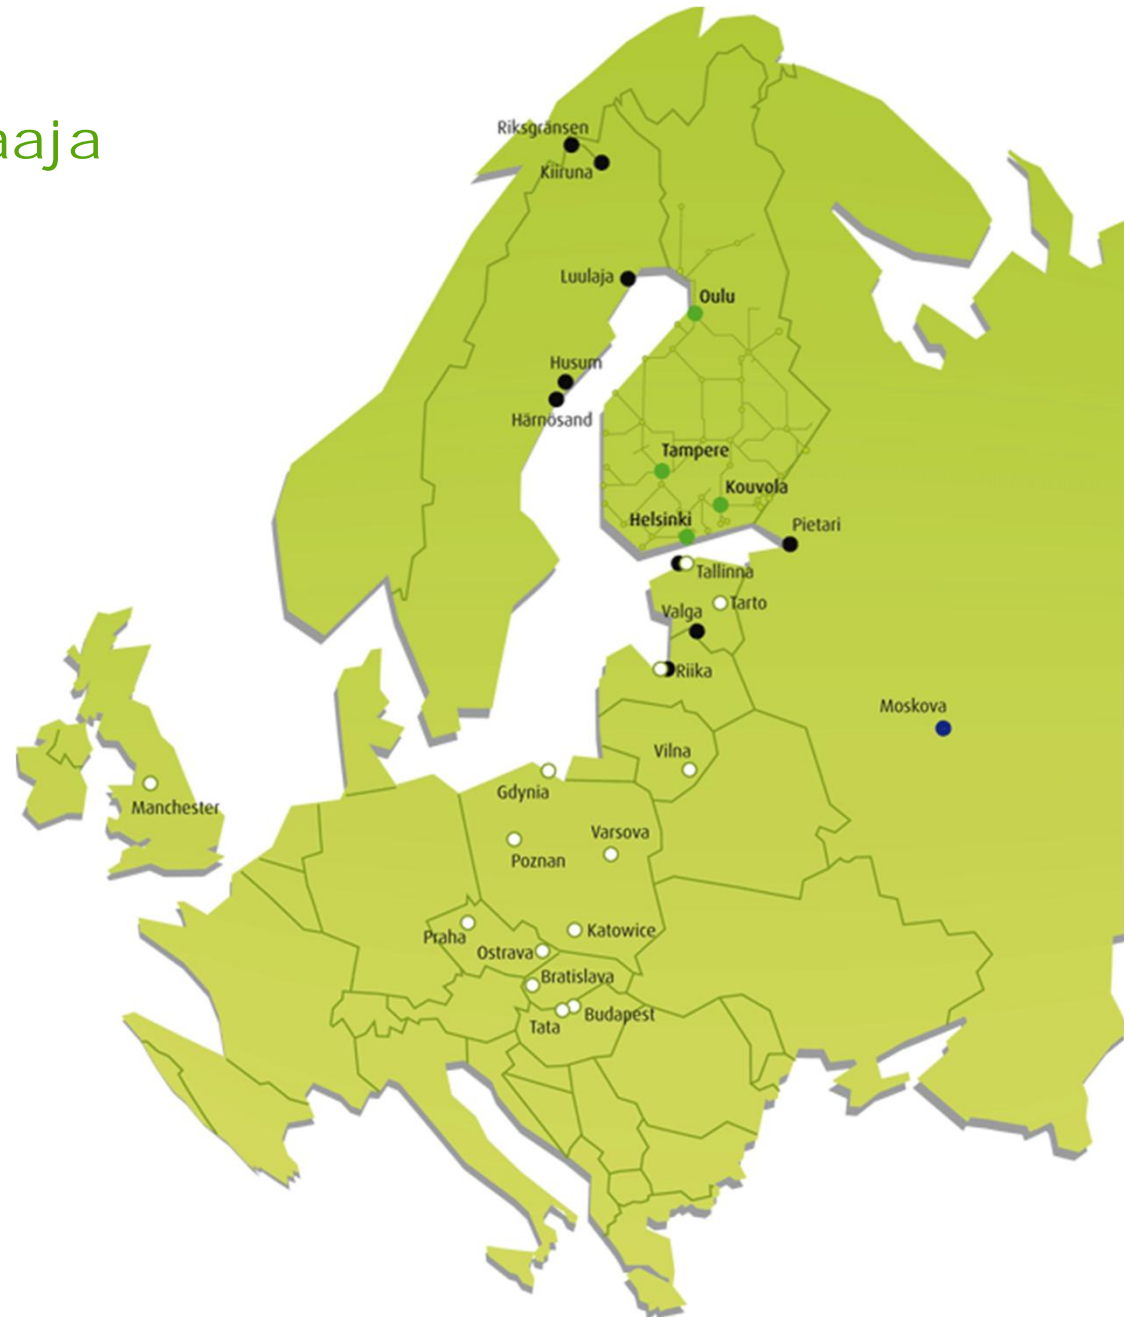 aaja
Riksgränsen
Kiiruna
Luulaja
Oulu
Husum
Härnösand
Tampere
Kouvola
Helsinki
Pietari
Tallinna
Tarto
Valga
Riika
Moskova
Vilna
Gdynia
Manchester
Varsova
Poznan
Katowice
Praha
Ostrava
Bratislava
Budapest
Tata